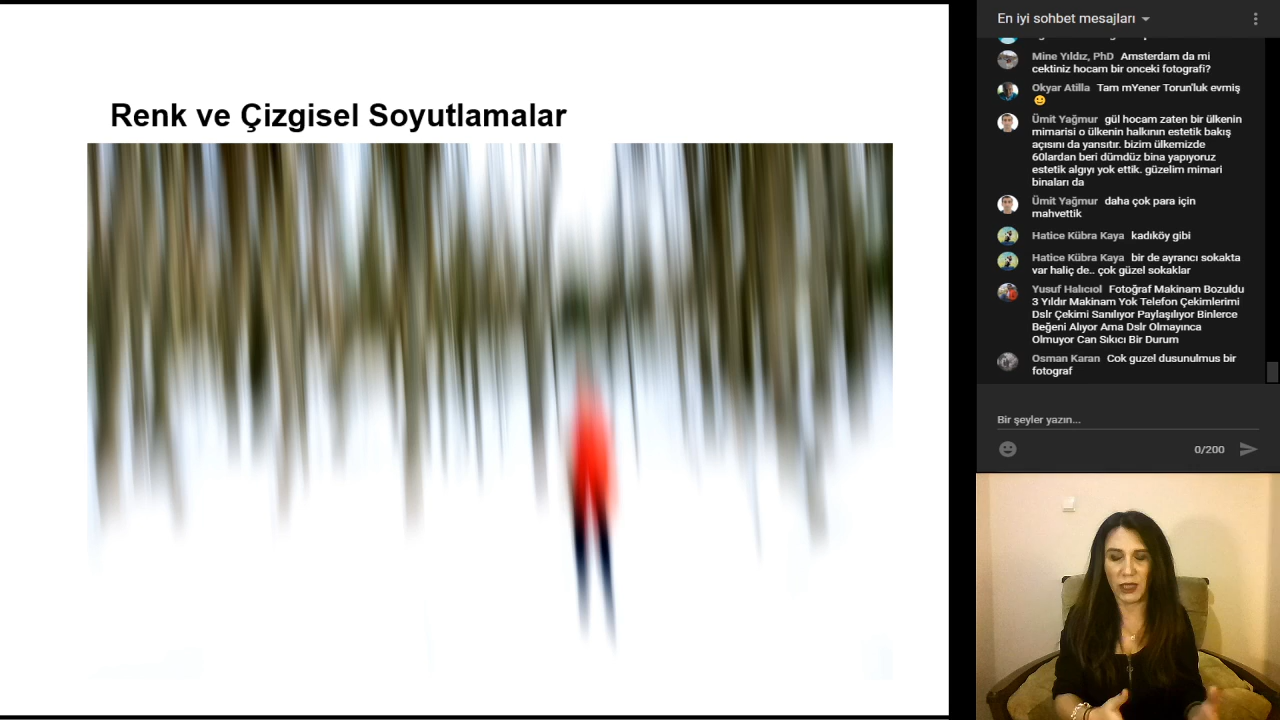 Renk ve Çizgisel Soyutlamalar
En iyi sohbet mesajları
Mine Yıldız, PhD Amsterdam da mi
cektiniz hocam bir onceki fotografi?
Okyar Atilla Tam mYener Torun'luk evmiş
Ümit Yağmur gül hocam zaten bir ülkenin
mimarisi o ülkenin halkının estetik bakış
açısını da yansıtır. bizim ülkemizde
60lardan beri dümdüz bina yapıyoruz
estetik algıyı yok ettik. güzelim mimari
binaları da
Ümit Yağmur daha çok para için
mahvettik
Hatice Kübra Kaya kadıköy gibi
Hatice Kübra Kaya bir de ayrancı sokakta
var haliç de.. çok güzel sokaklar
Yusuf Halıcıol Fotoğraf Makinam Bozuldu
3 Yıldır Makinam Yok Telefon Çekimlerimi
Dslr Çekimi Sanılıyor Paylaşılıyor Binlerce
Beğeni Alıyor Ama Dslr Olmayınca
Olmuyor Can Sıkıcı Bir Durum
Osman Karan Cok guzel dusunulmus bir
fotograf
Bir şeyler yazın...
0/200